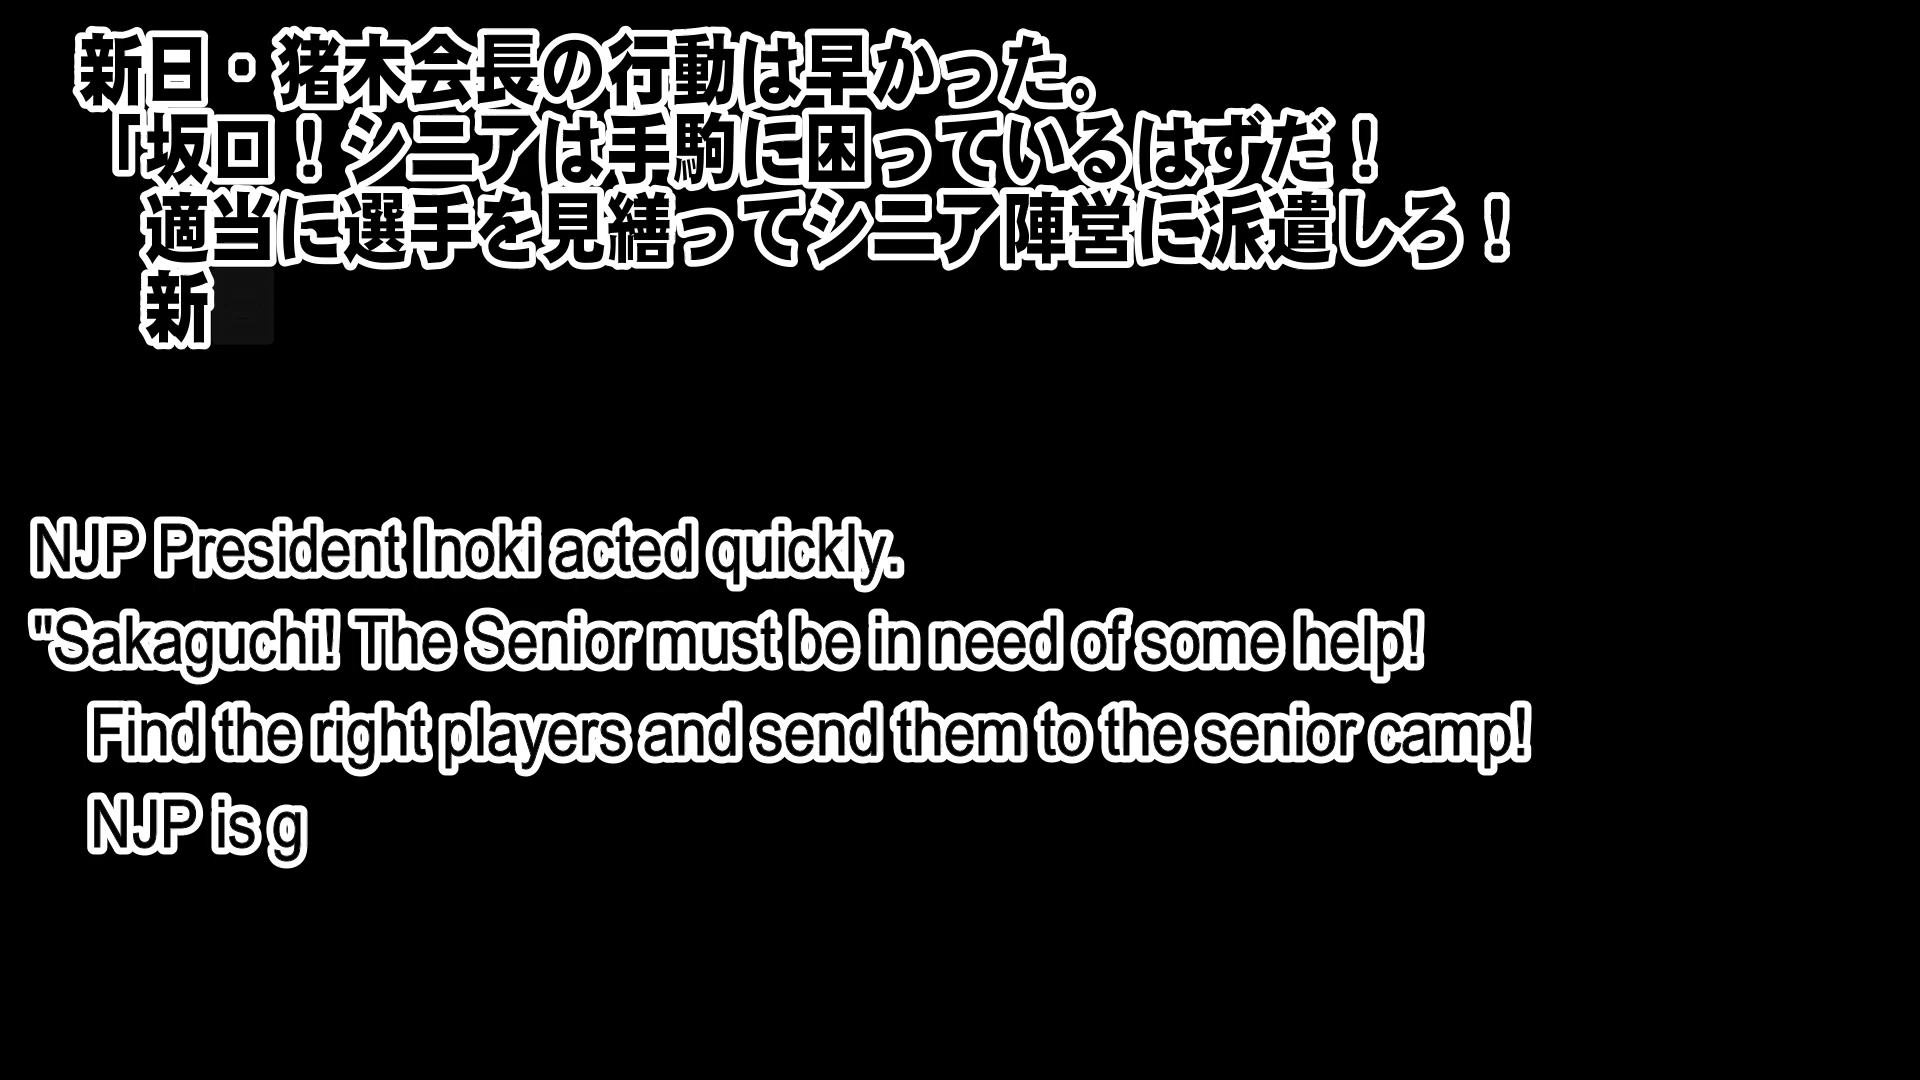 新日・猪木会長の行動は早かった。
「坂口！シニアは手駒に困っているはずだ！
適当に選手を見繕ってシニア陣営に派遣しろ！
新
NJP President Inoki acted quickly.
"Sakaguchi! The Senior must be in need of some help!
Find the right players and send them to the senior camp!
NJP is g